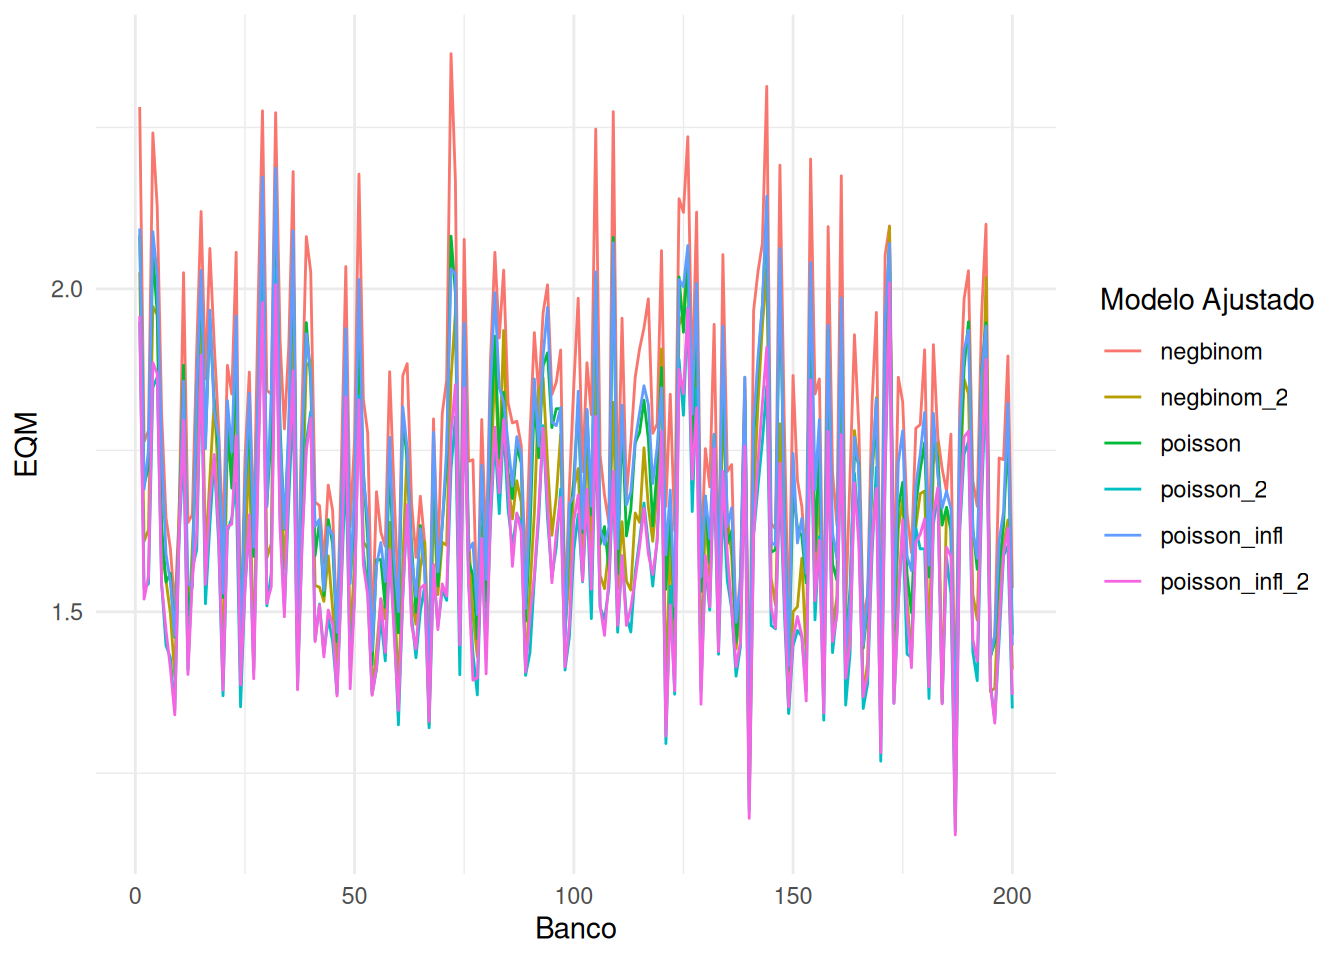 EQM
2.0
1.5
0
50
100
150
200
Banco
Modelo Ajustado
negbinom
negbinom_2
poisson
poisson_2
poisson_infl
poisson_infl_2